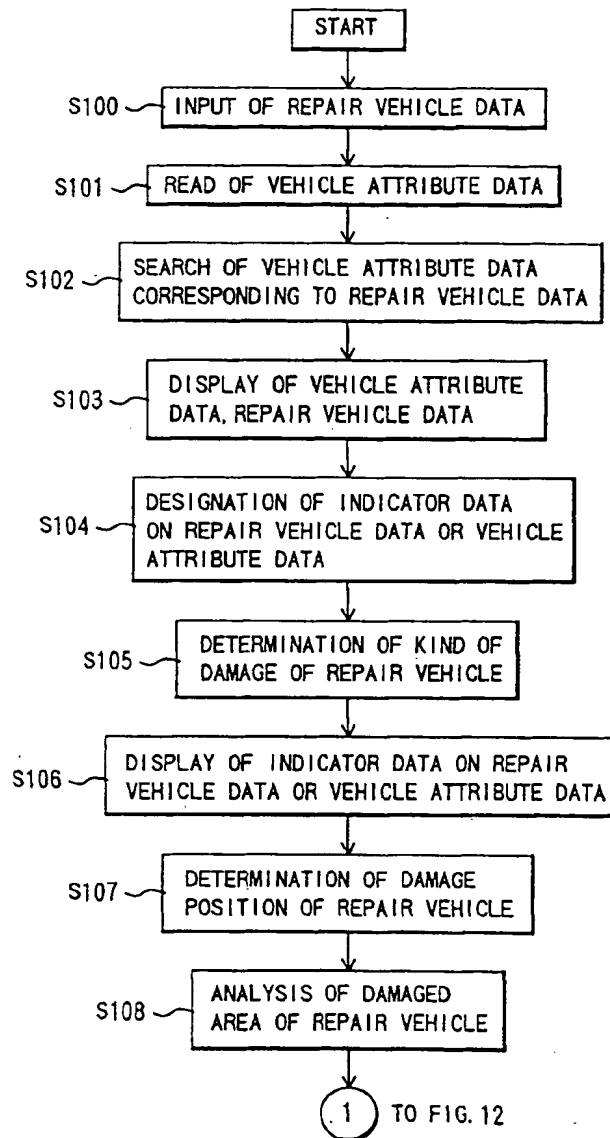 START
S100
INPUT OF REPAIR VEHICLE DATA
S101
READ OF VEHICLE ATTRIBUTE DATA
S102
SEARCH OF VEHICLE ATTRIBUTE DATA
CORRESPONDING TO REPAIR VEHICLE DATA
S103
DISPLAY OF VEHICLE ATTRIBUTE
DATA, REPAIR VEHICLE DATA
S104
DESIGNATION OF INDICATOR DATA
ON REPAIR VEHICLE DATA OR VEHICLE
ATTRIBUTE DATA
S105
DETERMINATION OF KIND OF
DAMAGE OF REPAIR VEHICLE
S106
DISPLAY OF INDICATOR DATA ON REPAIR
VEHICLE DATA OR VEHICLE ATTRIBUTE DATA
S107
DETERMINATION OF DAMAGE
POSITION OF REPAIR VEHICLE
S108
ANALYSIS OF DAMAGED
AREA OF REPAIR VEHICLE
1 TO FIG. 12